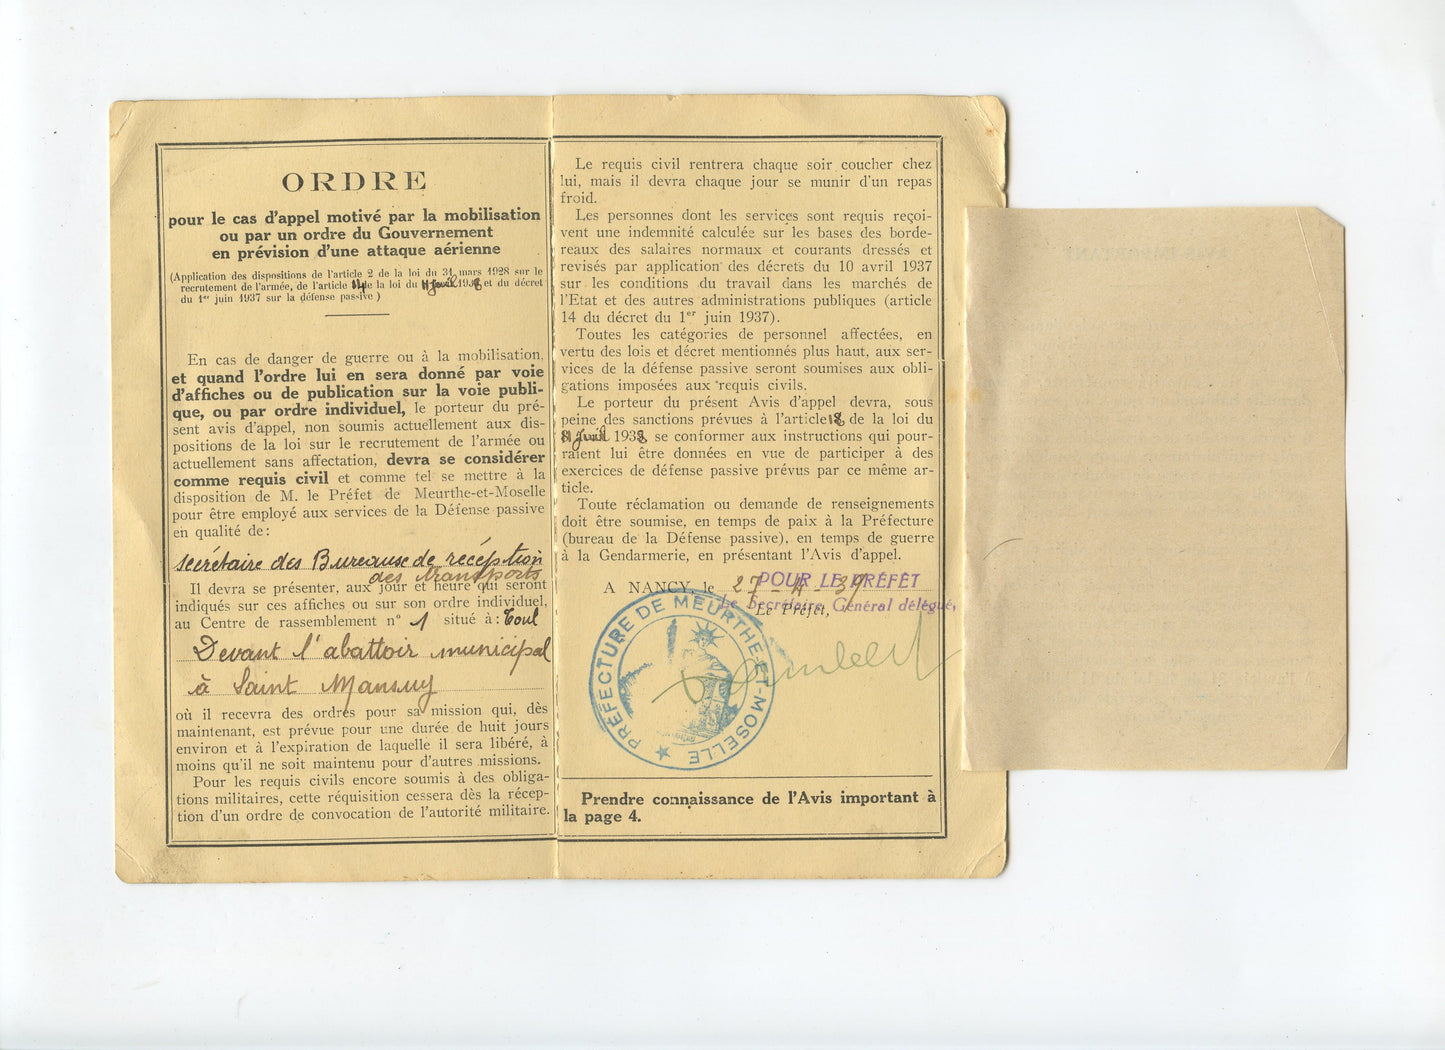 ORDRE
pour le cas d'appel motivé par la mobilisation
ou par un ordre du Gouvernement
en prévision d'une attaque aérienne
(Application des dispositions de l'article 2 de la loi du 31 mars 1928 sur le
recrutement de l'armée, de l'article 14 de la loi du 11 Juil 1938 et du décret
du 1er juin 1937 sur la défense passive)
En cas de danger de guerre ou à la mobilisation,
et quand l'ordre lui en sera donné par voie
d'affiches ou de publication sur la voie publi-
que, ou par ordre individuel, le porteur du pré-
sent avis d'appel, non soumis actuellement aux dis-
positions de la loi sur le recrutement de l'armée ou
actuellement sans affectation, devra se considérer
comme requis civil et comme tel se mettre à la
disposition de M. le Préfet de Meurthe-et-Moselle
pour être employé aux services de la Défense passive
en qualité de :
secrétaire des Bureause de récéption
des transports
Il devra se présenter, aux jour et heure qui seront
indiqués sur ces affiches ou sur son ordre individuel,
au Centre de rassemblement n° 1 situé à : Toul
Devant l'abattoir municipal
à Saint Mansuy
où il recevra des ordres pour sa mission qui, dès
maintenant, est prévue pour une durée de huit jours
environ et à l'expiration de laquelle il sera libéré, à
moins qu'il ne soit maintenu pour d'autres missions.
Pour les requis civils encore soumis à des obliga-
tions militaires, cette réquisition cessera dès la récep-
tion d'un ordre de convocation de l'autorité militaire.
Le requis civil rentrera chaque soir coucher chez
lui, mais il devra chaque jour se munir d'un repas
froid.
Les personnes dont les services sont requis reçoi-
vent une indemnité calculée sur les bases des borde-
reaux des salaires normaux et courants dressés et
revisés par application des décrets du 10 avril 1937
sur les conditions du travail dans les marchés de
l'Etat et des autres administrations publiques (article
14 du décret du 1er juin 1937).
Toutes les catégories de personnel affectées, en
vertu des lois et décret mentionnés plus haut, aux ser-
vices de la défense passive seront soumises aux obli-
gations imposées aux requis civils.
Le porteur du présent Avis d'appel devra, sous
peine des sanctions prévues à l'article 18 de la loi du
11 Juil 1938, se conformer aux instructions qui pour-
raient lui être données en vue de participer à des
exercices de défense passive prévus par ce même ar-
ticle.
Toute réclamation ou demande de renseignements
doit être soumise, en temps de paix à la Préfecture
(bureau de la Défense passive), en temps de guerre
à la Gendarmerie, en présentant l'Avis d'appel.
A NANCY, le 27-4-39
POUR LE PRÉFÊT
Le Secrétaire Général délégué,
Le Préfet,
PRÉFECTURE DE MEURTHE-ET-MOSELLE
Prendre connaissance de l'Avis important à
la page 4.